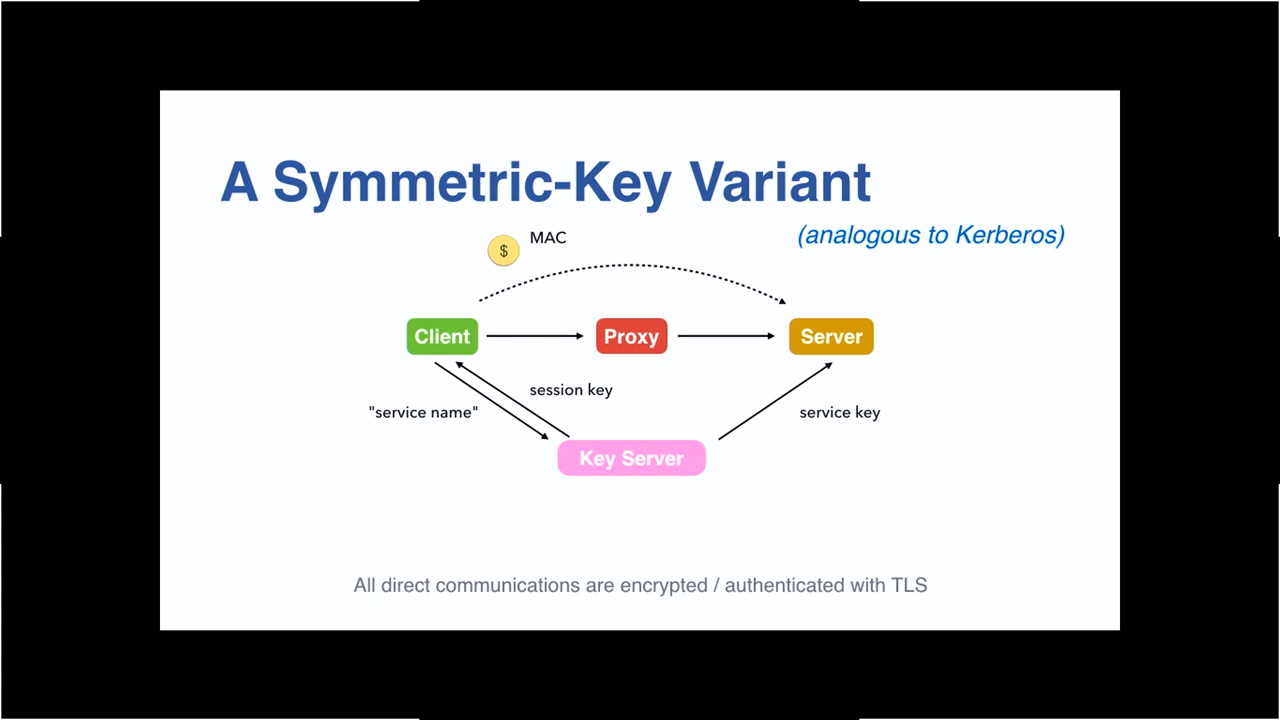 A Symmetric-Key Variant
(analogous to Kerberos)
$
MAC
Client
Proxy
Server
session key
"service name"
service key
Key Server
All direct communications are encrypted / authenticated with TLS